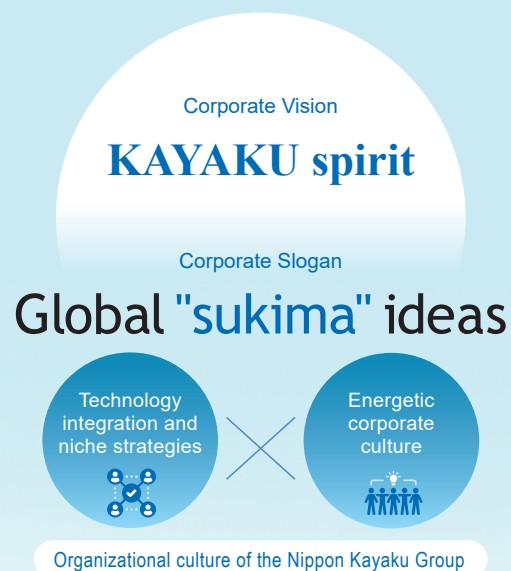 Corporate Vision
KAYAKU spirit
Corporate Slogan
Global "sukima" ideas
Technology
integration and
niche strategies
Energetic
corporate
culture
Organizational culture of the Nippon Kayaku Group